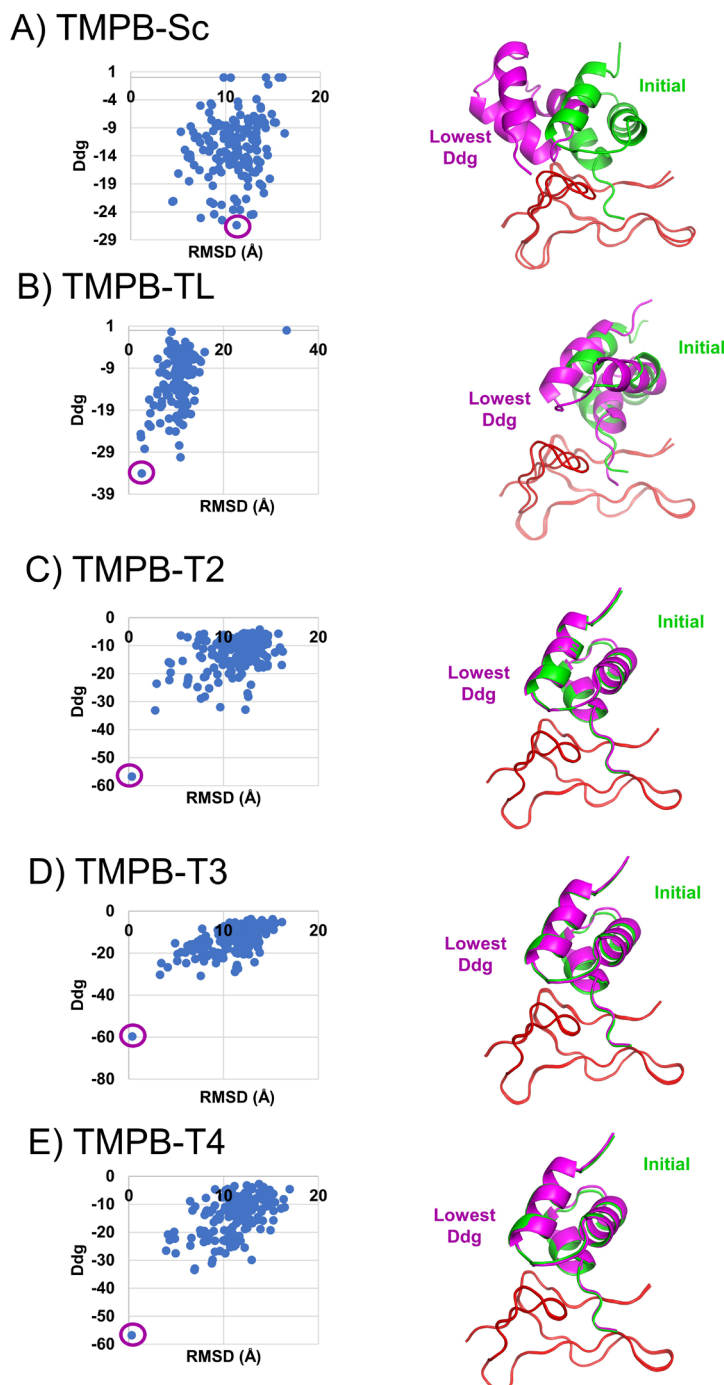 A) TMPB-Sc
1
-4
-9
-14
-19
-24
-29
0
10
20
Ddg
RMSD (Å)
Initial
Lowest
Ddg
B) TMPB-TL
1
-9
-19
-29
-39
0
20
40
Ddg
RMSD (Å)
Initial
Lowest
Ddg
C) TMPB-T2
0
-10
-20
-30
-40
-50
-60
0
10
20
Ddg
RMSD (Å)
Initial
Lowest
Ddg
D) TMPB-T3
0
-20
-40
-60
-80
0
10
20
Ddg
RMSD (Å)
Initial
Lowest
Ddg
E) TMPB-T4
0
-10
-20
-30
-40
-50
-60
0
10
20
Ddg
RMSD (Å)
Initial
Lowest
Ddg